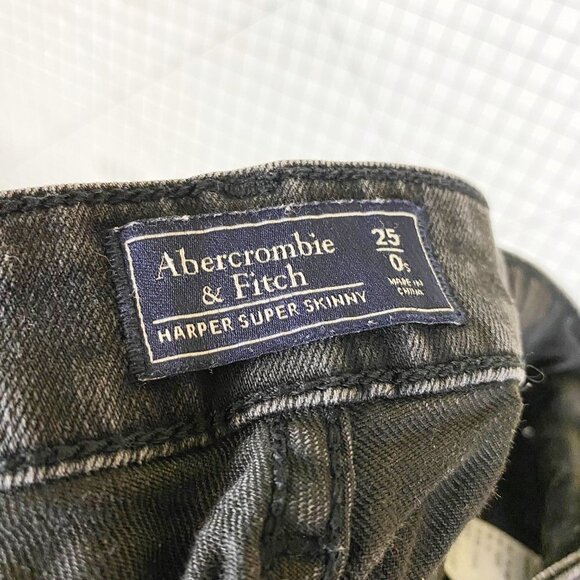 Abercrombie
& Fitch
HARPER SUPER SKINNY
25
0S
MADE IN
CHINA